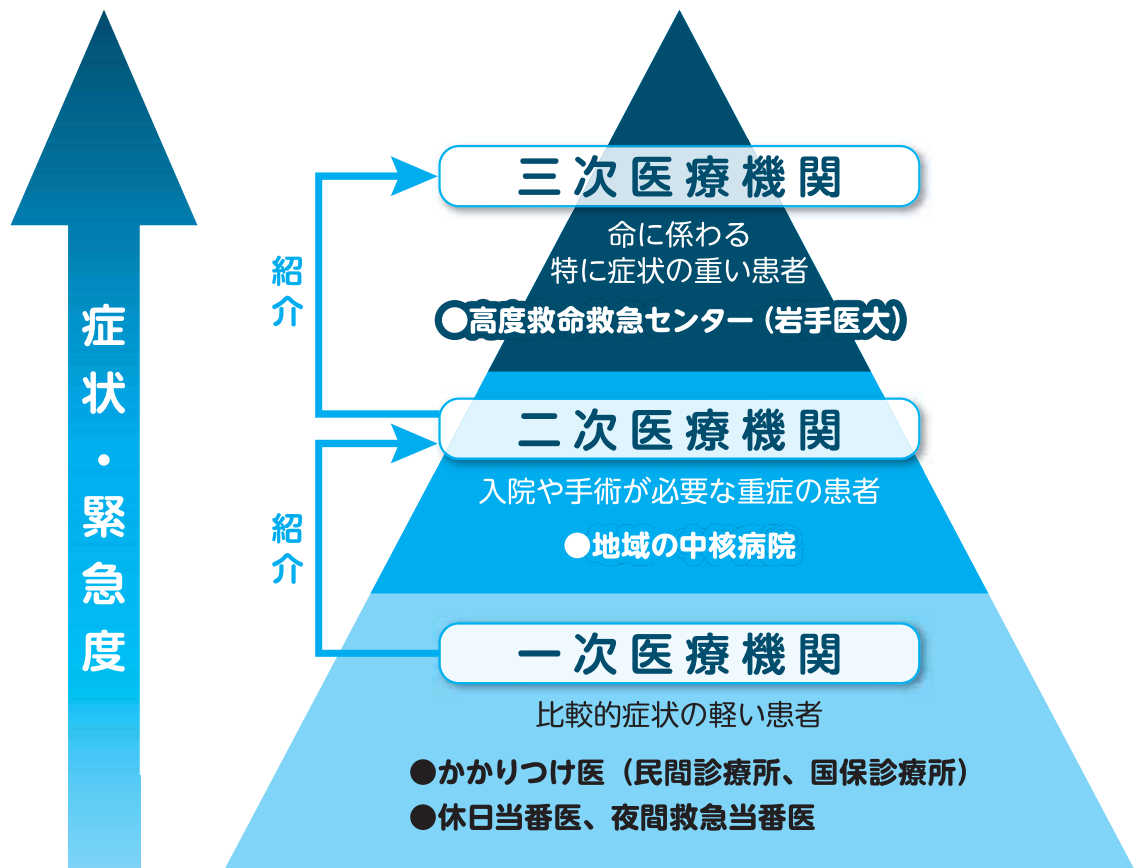 症状・緊急度
三次医療機関
命に係わる
特に症状の重い患者
●高度救命救急センター（岩手医大）
紹介
二次医療機関
入院や手術が必要な重症の患者
●地域の中核病院
紹介
一次医療機関
比較的症状の軽い患者
●かかりつけ医（民間診療所、国保診療所）
●休日当番医、夜間救急当番医